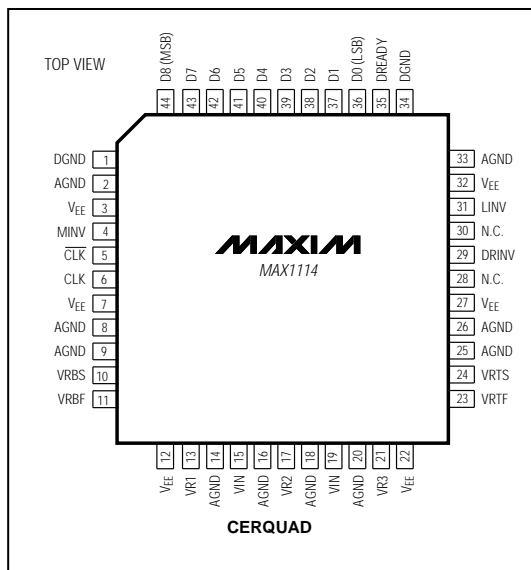 TOP VIEW
D8 (MSB)
D7
D6
D5
D4
D3
D2
D1
D0 (LSB)
DREADY
DGND
44
43
42
41
40
39
38
37
36
35
34
DGND 1
AGND 2
VEE 3
MINV 4
CLK 5
CLK 6
VEE 7
AGND 8
AGND 9
VRBS 10
VRBF 11
MAXIM
MAX1114
33 AGND
32 VEE
31 LINV
30 N.C.
29 DRINV
28 N.C.
27 VEE
26 AGND
25 AGND
24 VRTS
23 VRTF
12
13
14
15
16
17
18
19
20
21
22
VEE
VR1
AGND
VIN
AGND
VR2
AGND
VIN
AGND
VR3
VEE
CERQUAD